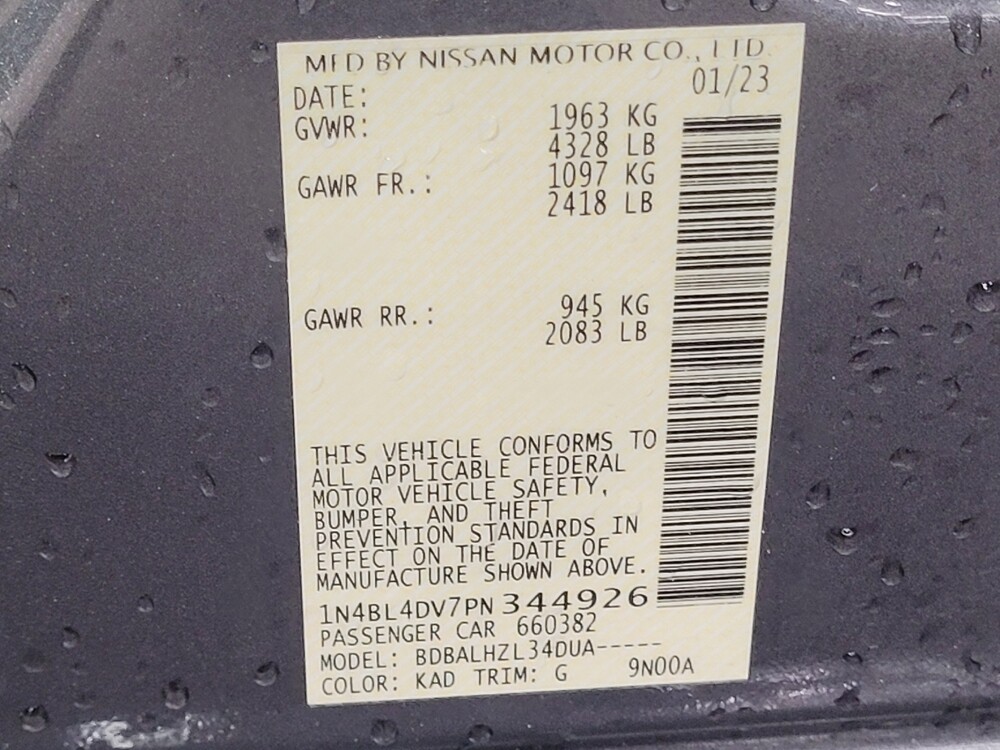 MFD BY NISSAN MOTOR CO., LTD.
DATE: 01/23
GVWR: 1963 KG
4328 LB
GAWR FR.: 1097 KG
2418 LB
GAWR RR.: 945 KG
2083 LB
THIS VEHICLE CONFORMS TO
ALL APPLICABLE FEDERAL
MOTOR VEHICLE SAFETY,
BUMPER, AND THEFT
PREVENTION STANDARDS IN
EFFECT ON THE DATE OF
MANUFACTURE SHOWN ABOVE.
1N4BL4DV7PN344926
PASSENGER CAR 660382
MODEL: BDBALHZL34DUA-----
COLOR: KAD TRIM: G 9N00A